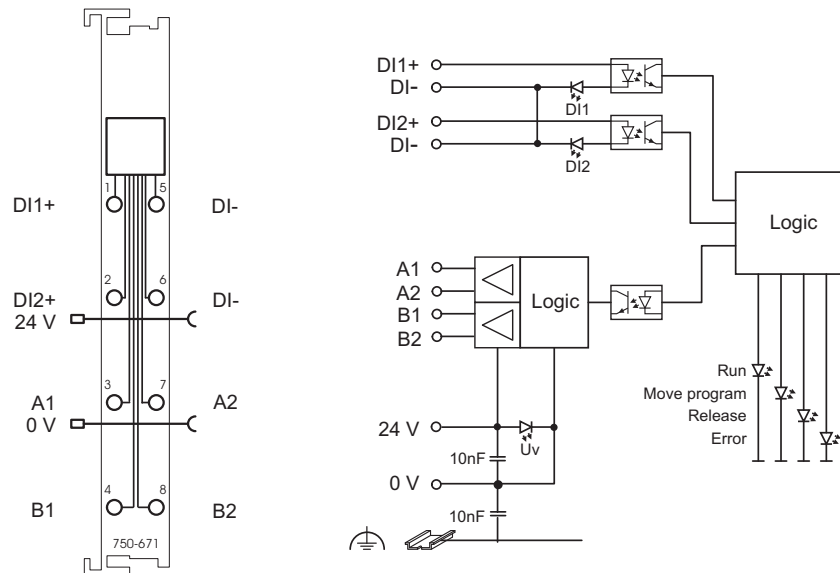 1 5
DI1+ DI-
2 6
DI2+ DI-
24 V
3 7
A1 A2
0 V
4 8
B1 B2
750-671
DI1+
DI-
DI1
DI2+
DI-
DI2
Logic
A1
A2
B1
B2
Logic
Run
Move program
Release
Error
24 V
Uv
10nF
0 V
10nF